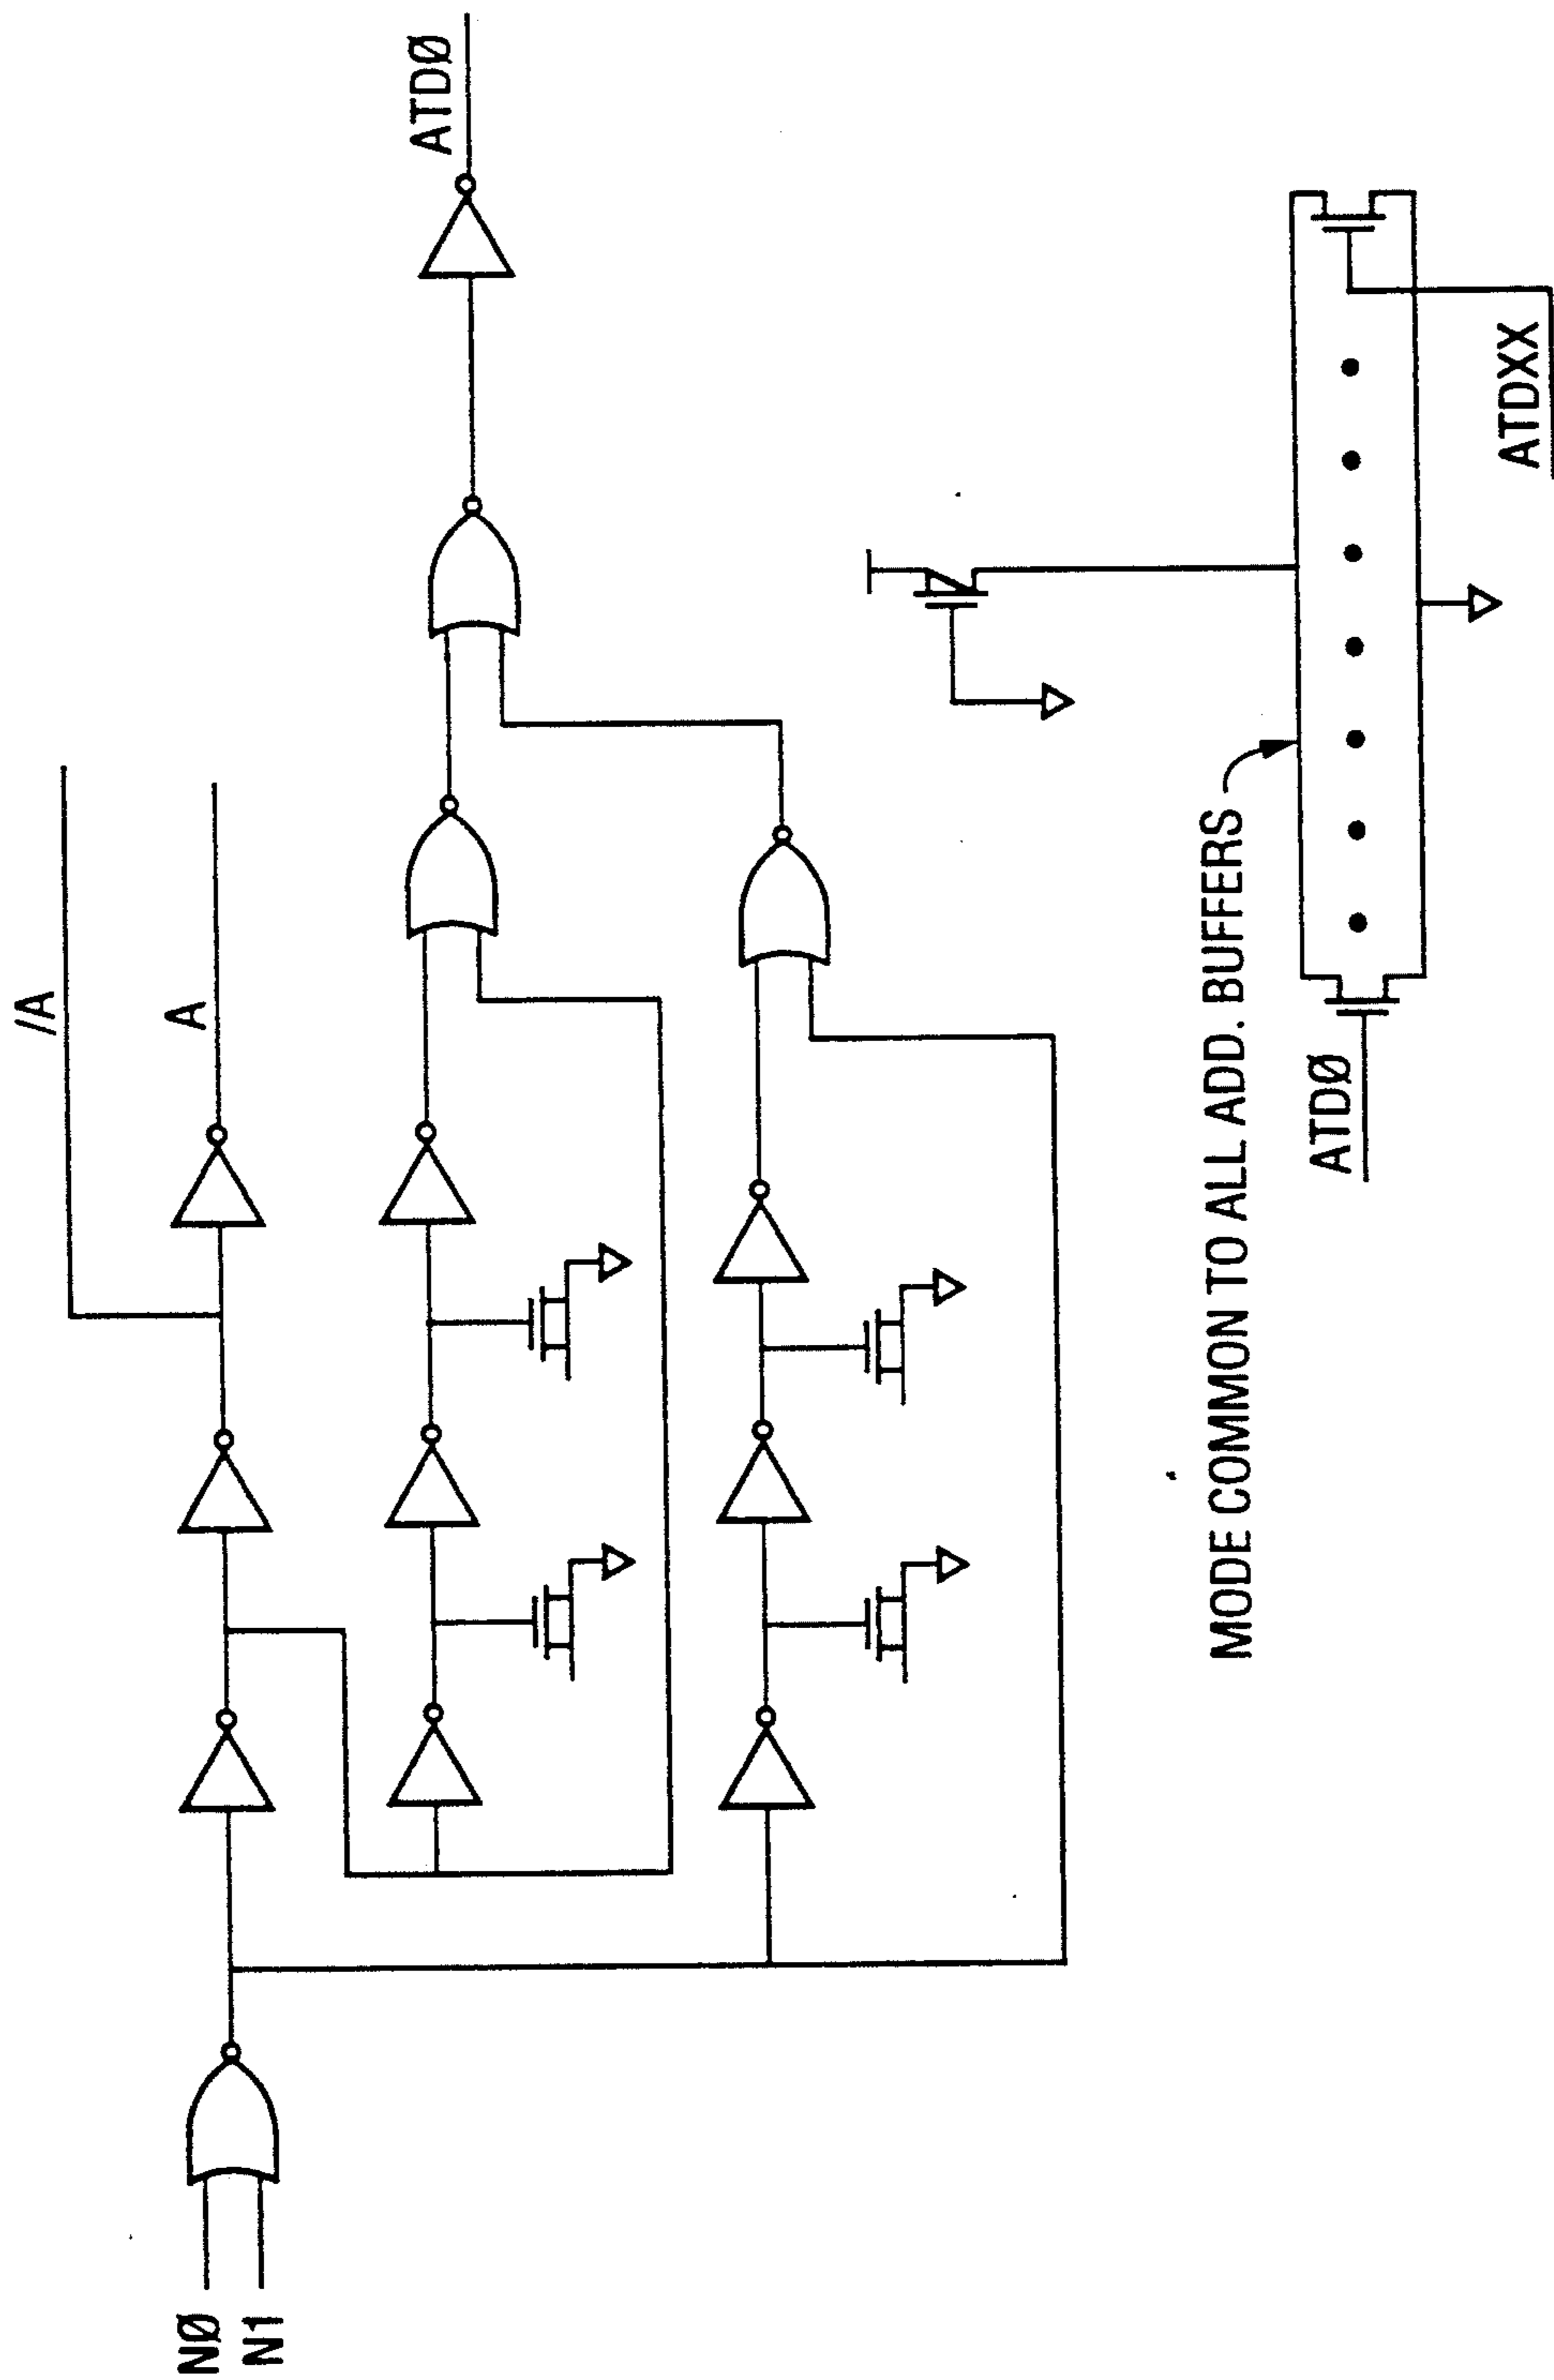 /A
A
ATDØ
NØ
N1
MODE COMMON TO ALL ADD. BUFFERS
ATDØ
ATDXX